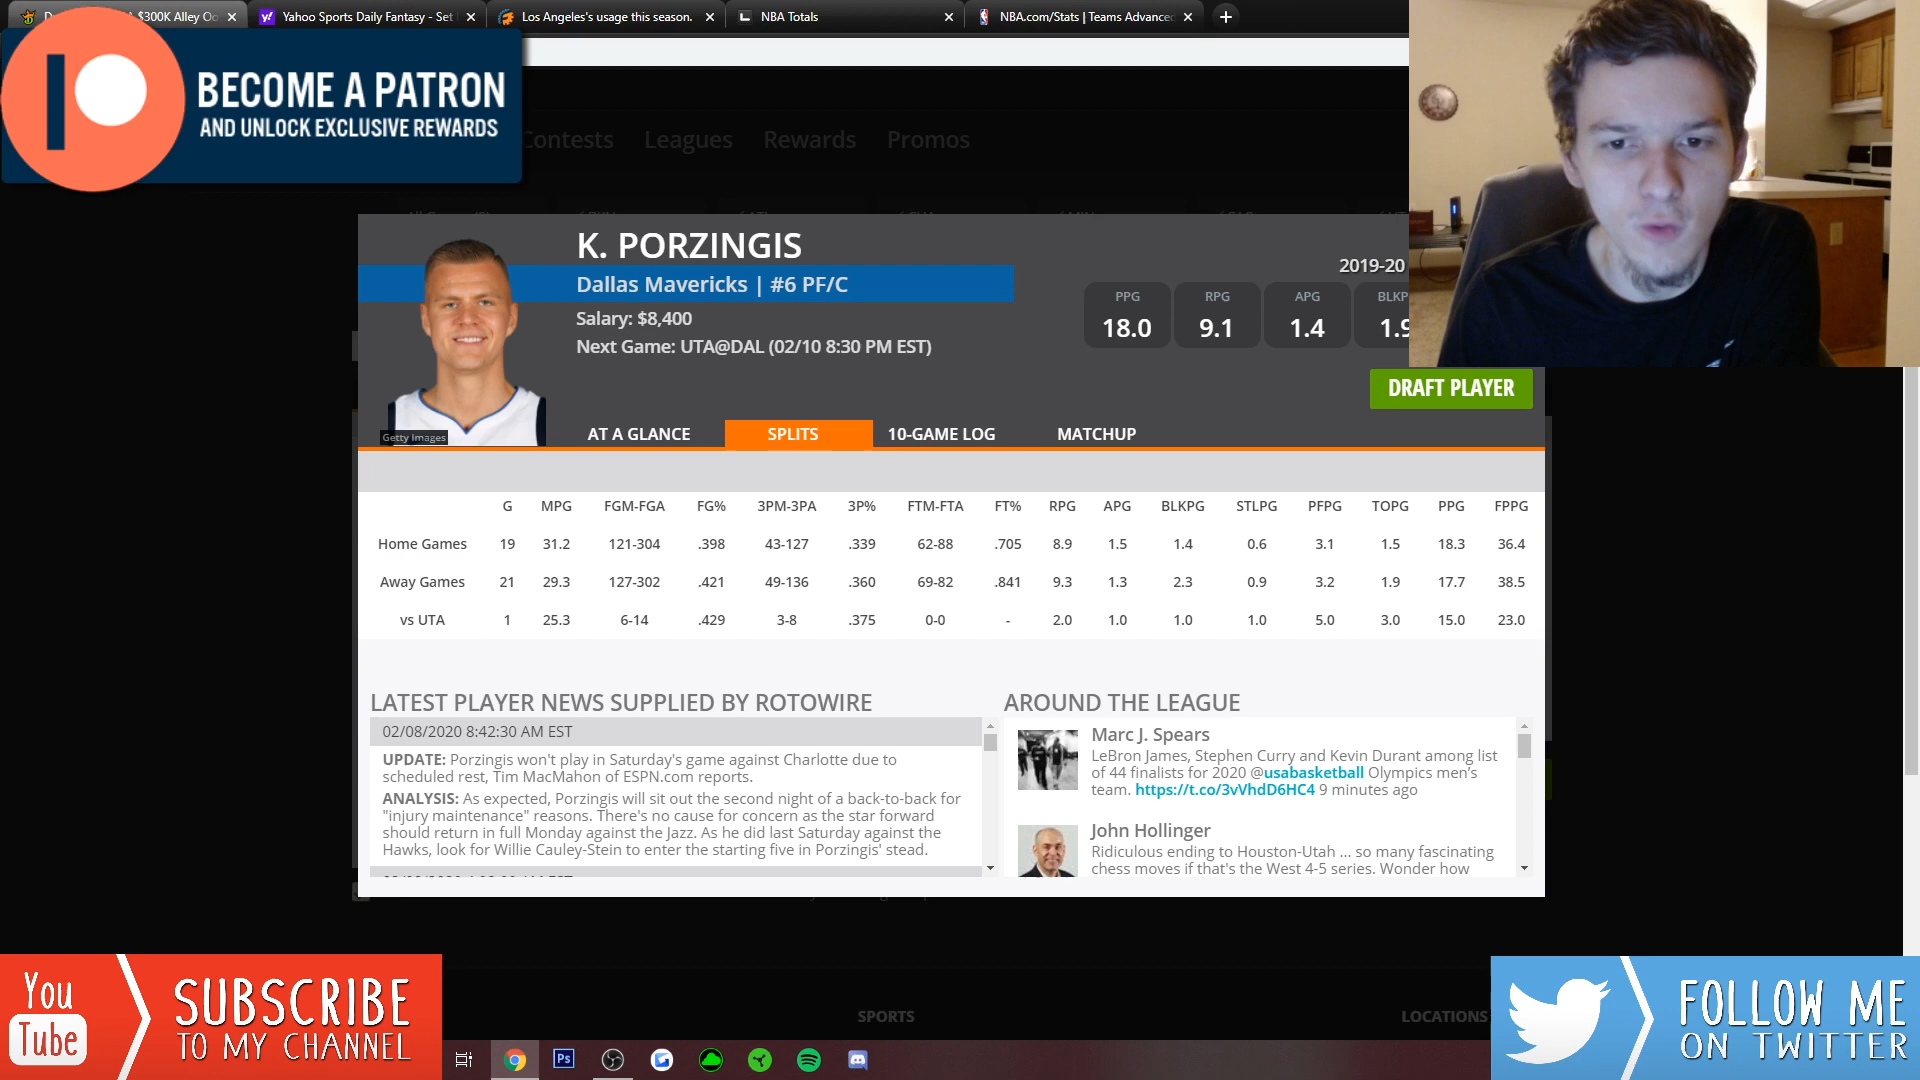 $300K Alley Oo
Yahoo Sports Daily Fantasy - Set
Los Angeles's usage this season.
NBA Totals
NBA.com/Stats | Teams Advanced
BECOME A PATRON
AND UNLOCK EXCLUSIVE REWARDS
Contests Leagues Rewards Promos
K. PORZINGIS
Dallas Mavericks | #6 PF/C
Salary: $8,400
Next Game: UTA@DAL (02/10 8:30 PM EST)
2019-20
PPG RPG APG BLKP
18.0 9.1 1.4 1.9
DRAFT PLAYER
Getty Images
AT A GLANCE SPLITS 10-GAME LOG MATCHUP
G MPG FGM-FGA FG% 3PM-3PA 3P% FTM-FTA FT% RPG APG BLKPG STLPG PFPG TOPG PPG FPPG
Home Games 19 31.2 121-304 .398 43-127 .339 62-88 .705 8.9 1.5 1.4 0.6 3.1 1.5 18.3 36.4
Away Games 21 29.3 127-302 .421 49-136 .360 69-82 .841 9.3 1.3 2.3 0.9 3.2 1.9 17.7 38.5
vs UTA 1 25.3 6-14 .429 3-8 .375 0-0 - 2.0 1.0 1.0 1.0 5.0 3.0 15.0 23.0
LATEST PLAYER NEWS SUPPLIED BY ROTOWIRE
02/08/2020 8:42:30 AM EST
UPDATE: Porzingis won't play in Saturday's game against Charlotte due to
scheduled rest, Tim MacMahon of ESPN.com reports.
ANALYSIS: As expected, Porzingis will sit out the second night of a back-to-back for
"injury maintenance" reasons. There's no cause for concern as the star forward
should return in full Monday against the Jazz. As he did last Saturday against the
Hawks, look for Willie Cauley-Stein to enter the starting five in Porzingis' stead.
AROUND THE LEAGUE
Marc J. Spears
LeBron James, Stephen Curry and Kevin Durant among list
of 44 finalists for 2020 @usabasketball Olympics men's
team. https://t.co/3vVhdD6HC4 9 minutes ago
John Hollinger
Ridiculous ending to Houston-Utah ... so many fascinating
chess moves if that's the West 4-5 series. Wonder how
SPORTS
LOCATIONS
You
Tube
SUBSCRIBE
TO MY CHANNEL
Ps
FOLLOW ME
ON TWITTER